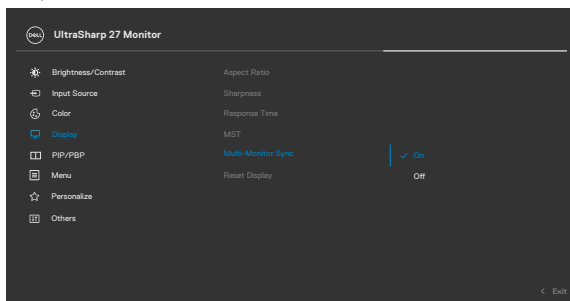 DELL UltraSharp 27 Monitor
Brightness/Contrast Aspect Ratio
Input Source Sharpness
Color Response Time
Display MST
PIP/PBP Multi-Monitor Sync On
Menu Reset Display Off
Personalize
Others
Exit